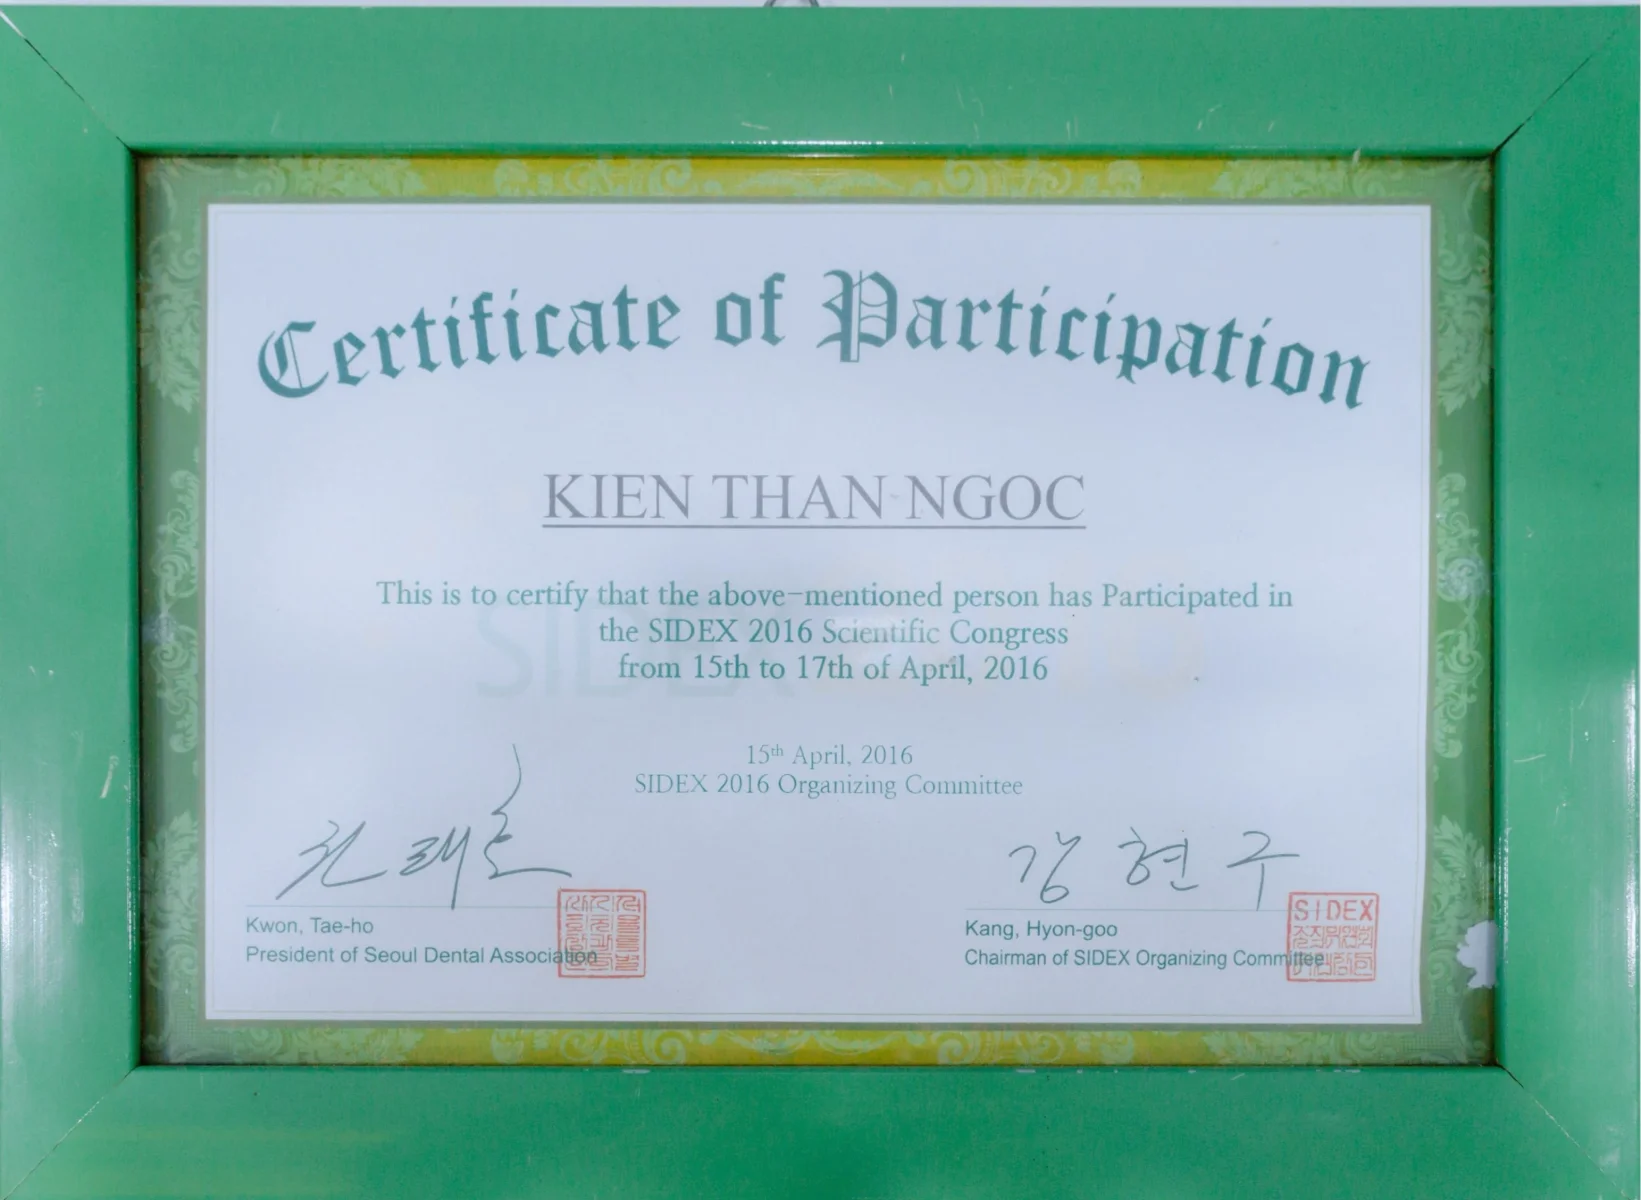 Certificate of Participation
KIEN THAN NGOC
This is to certify that the above-mentioned person has Participated in
the SIDEX 2016 Scientific Congress
from 15th to 17th of April, 2016
15th April, 2016
SIDEX 2016 Organizing Committee
권태호
강현구
Kwon, Tae-ho
President of Seoul Dental Association
Kang, Hyon-goo
Chairman of SIDEX Organizing Committee
SIDEX